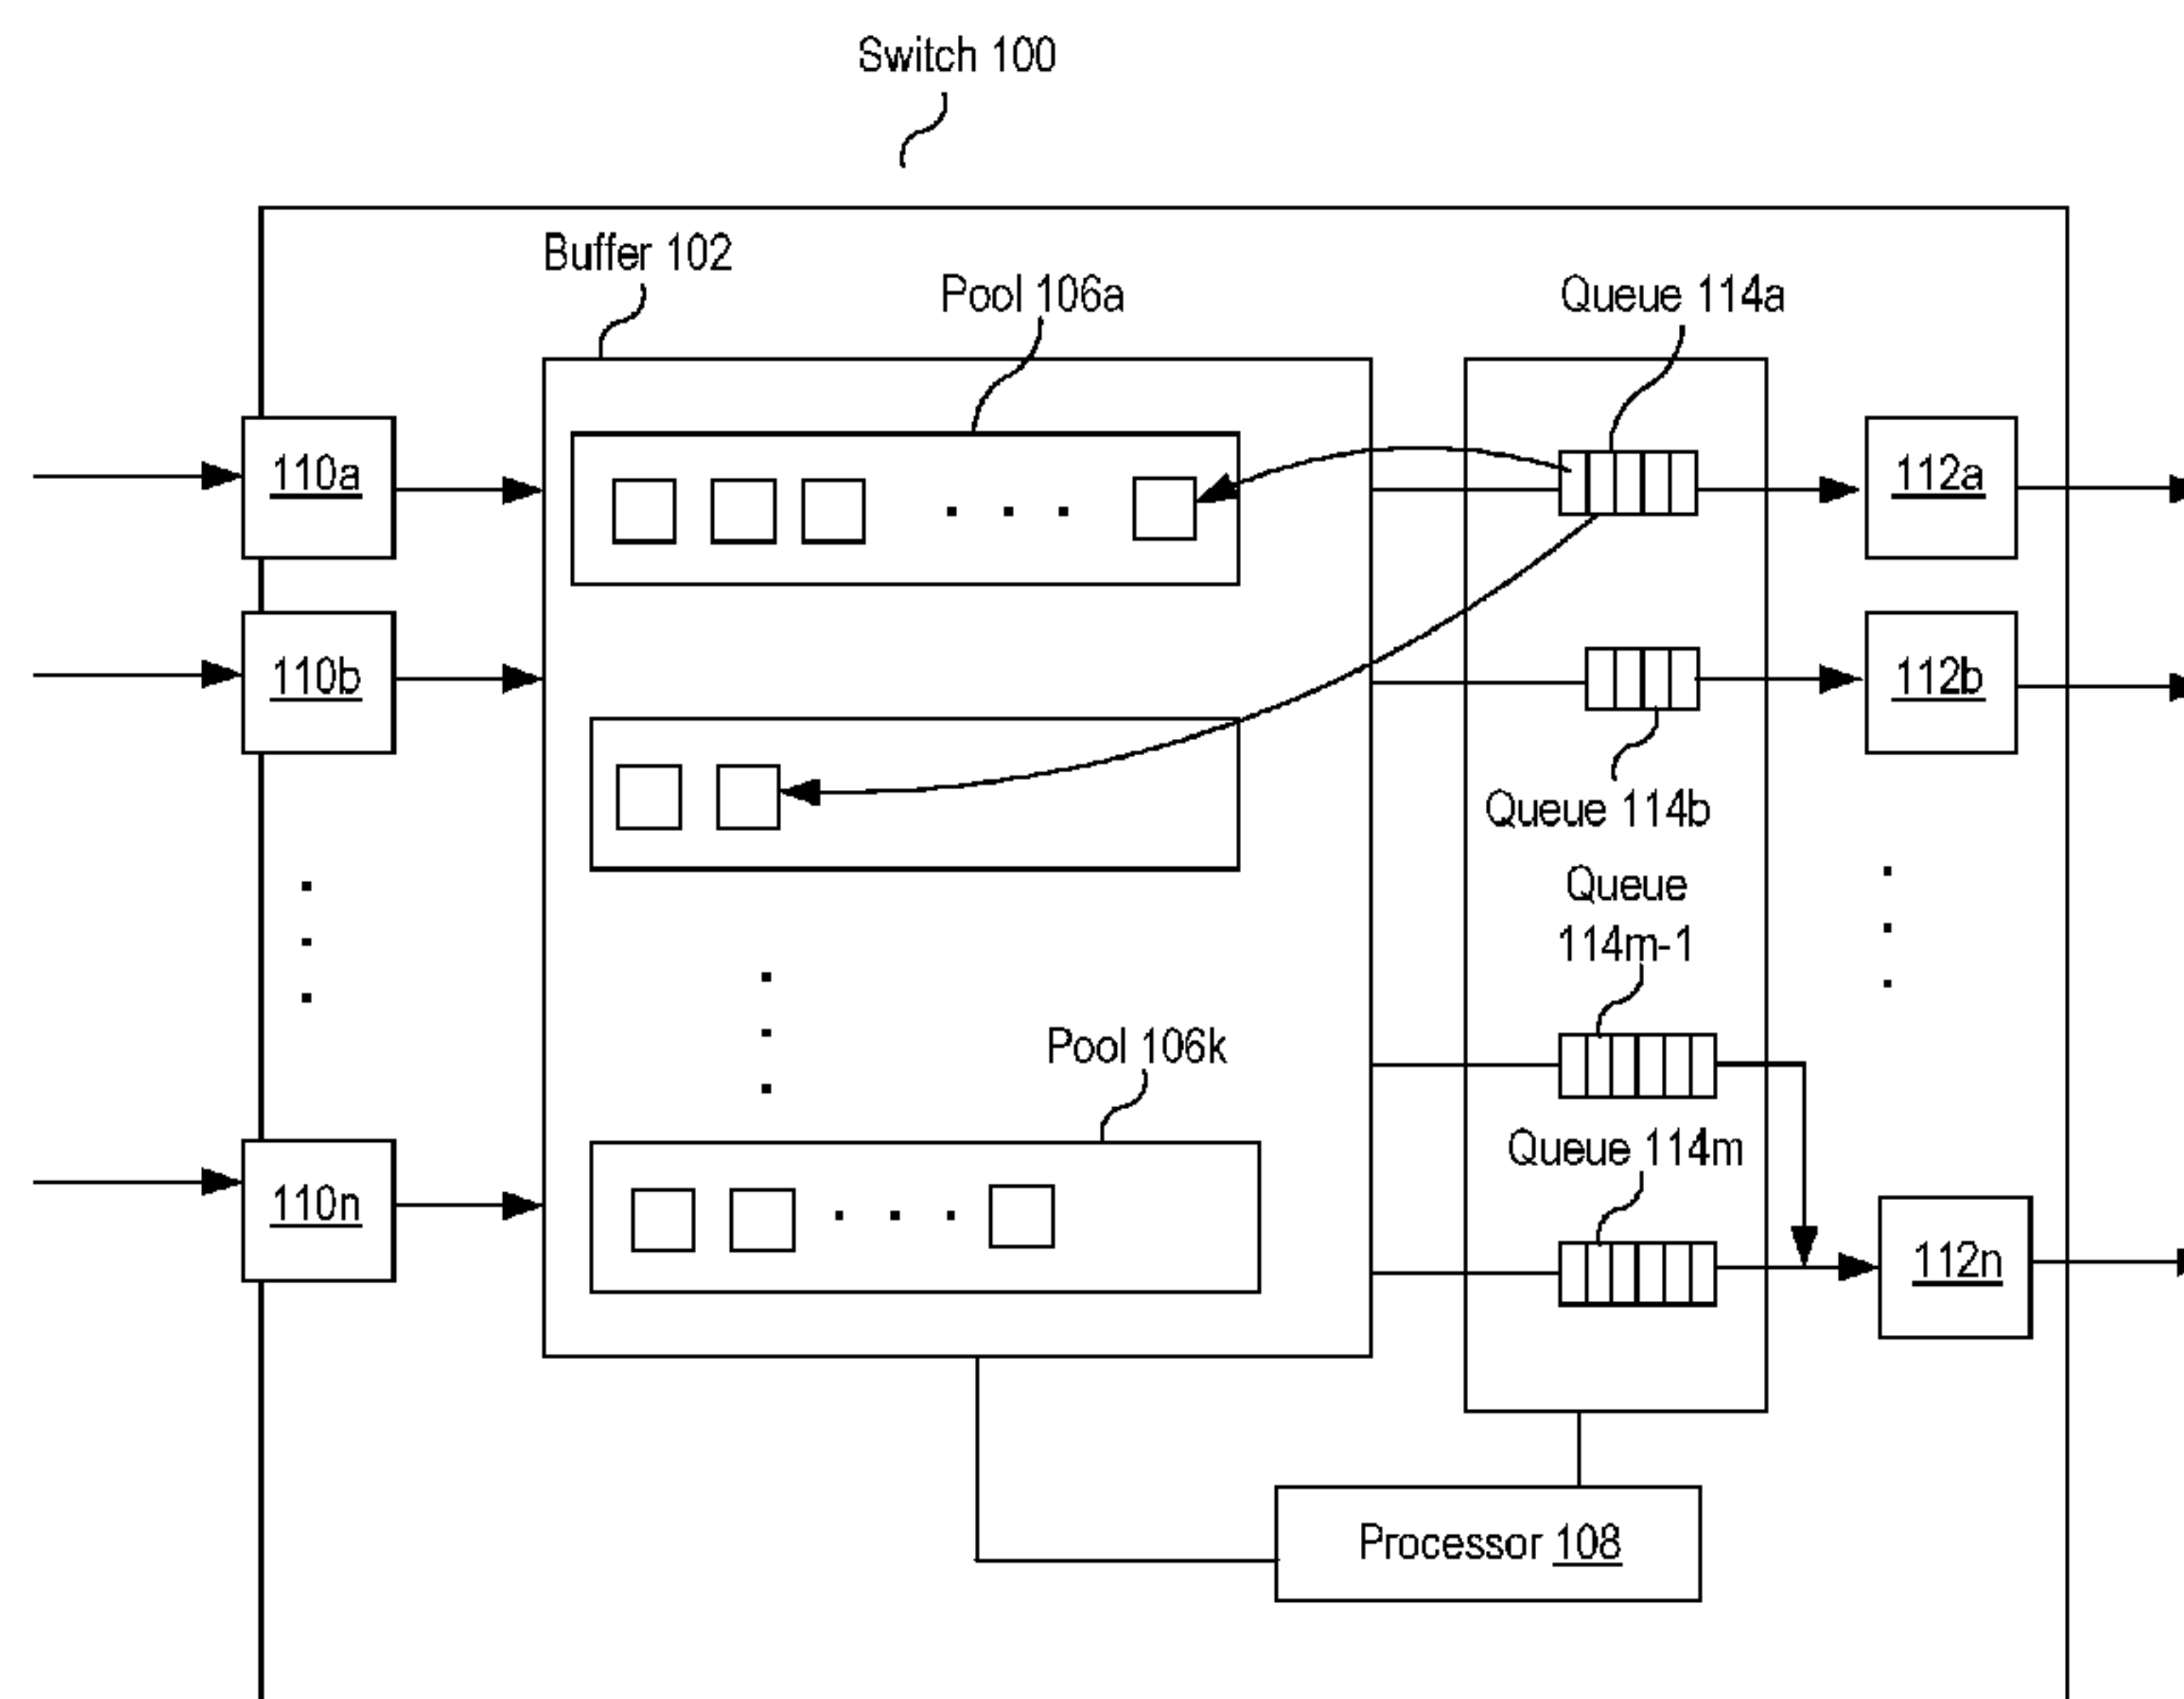 Switch 100
Buffer 102
Pool 106a
Queue 114a
110a
112a
110b
112b
Queue 114b
Queue
114m-1
Pool 106k
Queue 114m
110n
112n
Processor 108